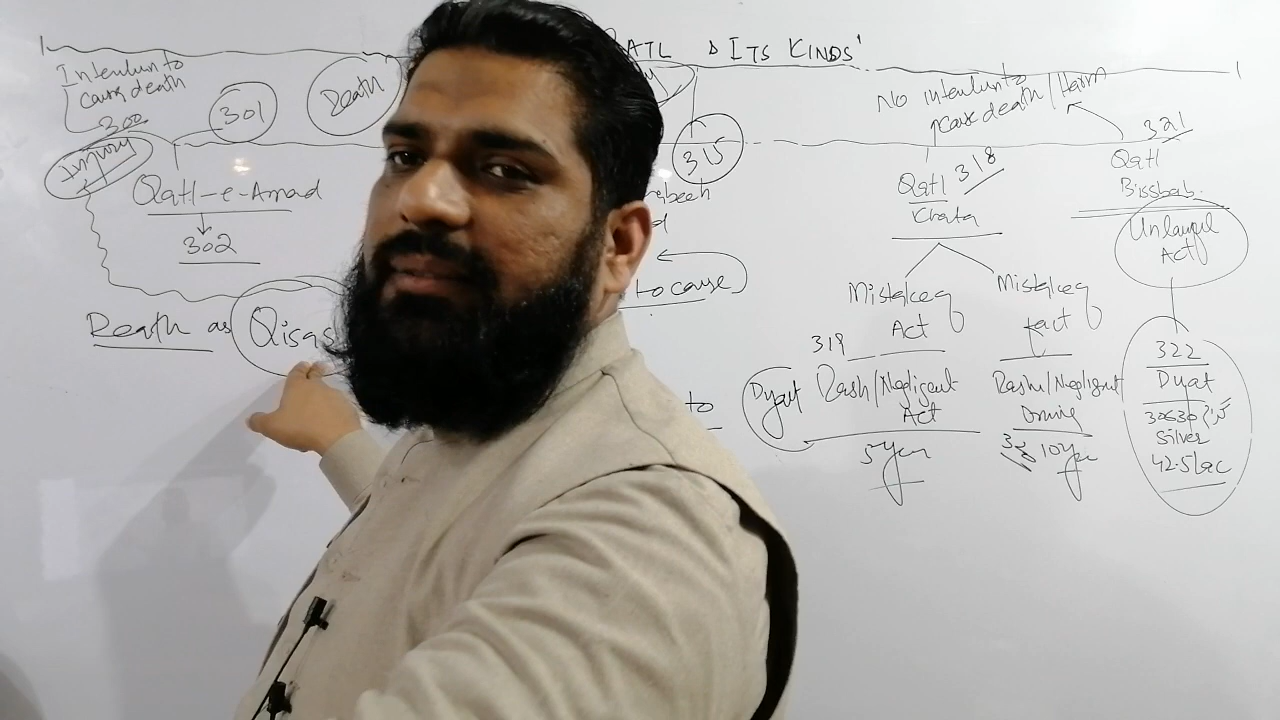 QATL & ITS KINDS'
Intention to
cause death
300
301
Death
Injury
Qatl-e-Amad
302
Death as Qisas
315
to cause
to
No intention to
cause death/Harm
321
Qatl 318
Khata
Qatl
Bissbab
Unlawful
Act
Mistake of
Act
Mistake of
fact
319
Dyat
Rash/Negligent
Act
5 year
Rash/Negligent
Driving
10 year
322
Dyat
30630
Silver
42.5 lac